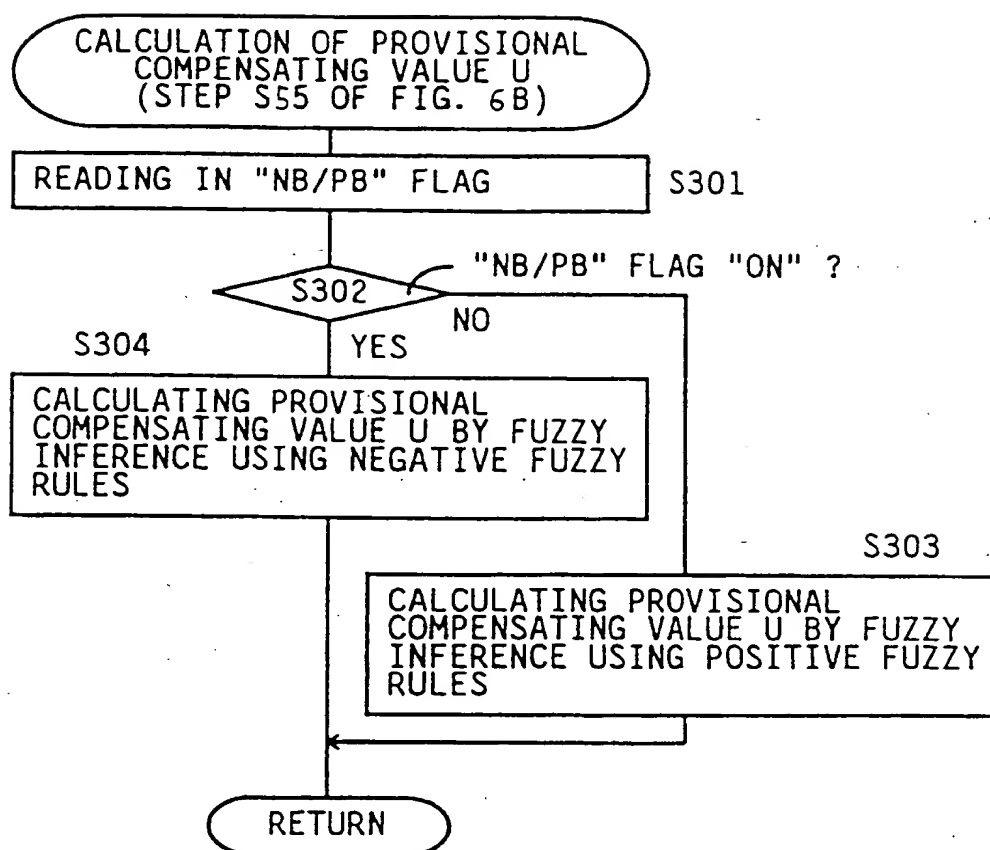 CALCULATION OF PROVISIONAL
COMPENSATING VALUE U
(STEP S55 OF FIG. 6B)
READING IN "NB/PB" FLAG
S301
"NB/PB" FLAG "ON" ?
S302
NO
YES
S304
CALCULATING PROVISIONAL
COMPENSATING VALUE U BY FUZZY
INFERENCE USING NEGATIVE FUZZY
RULES
S303
CALCULATING PROVISIONAL
COMPENSATING VALUE U BY FUZZY
INFERENCE USING POSITIVE FUZZY
RULES
RETURN